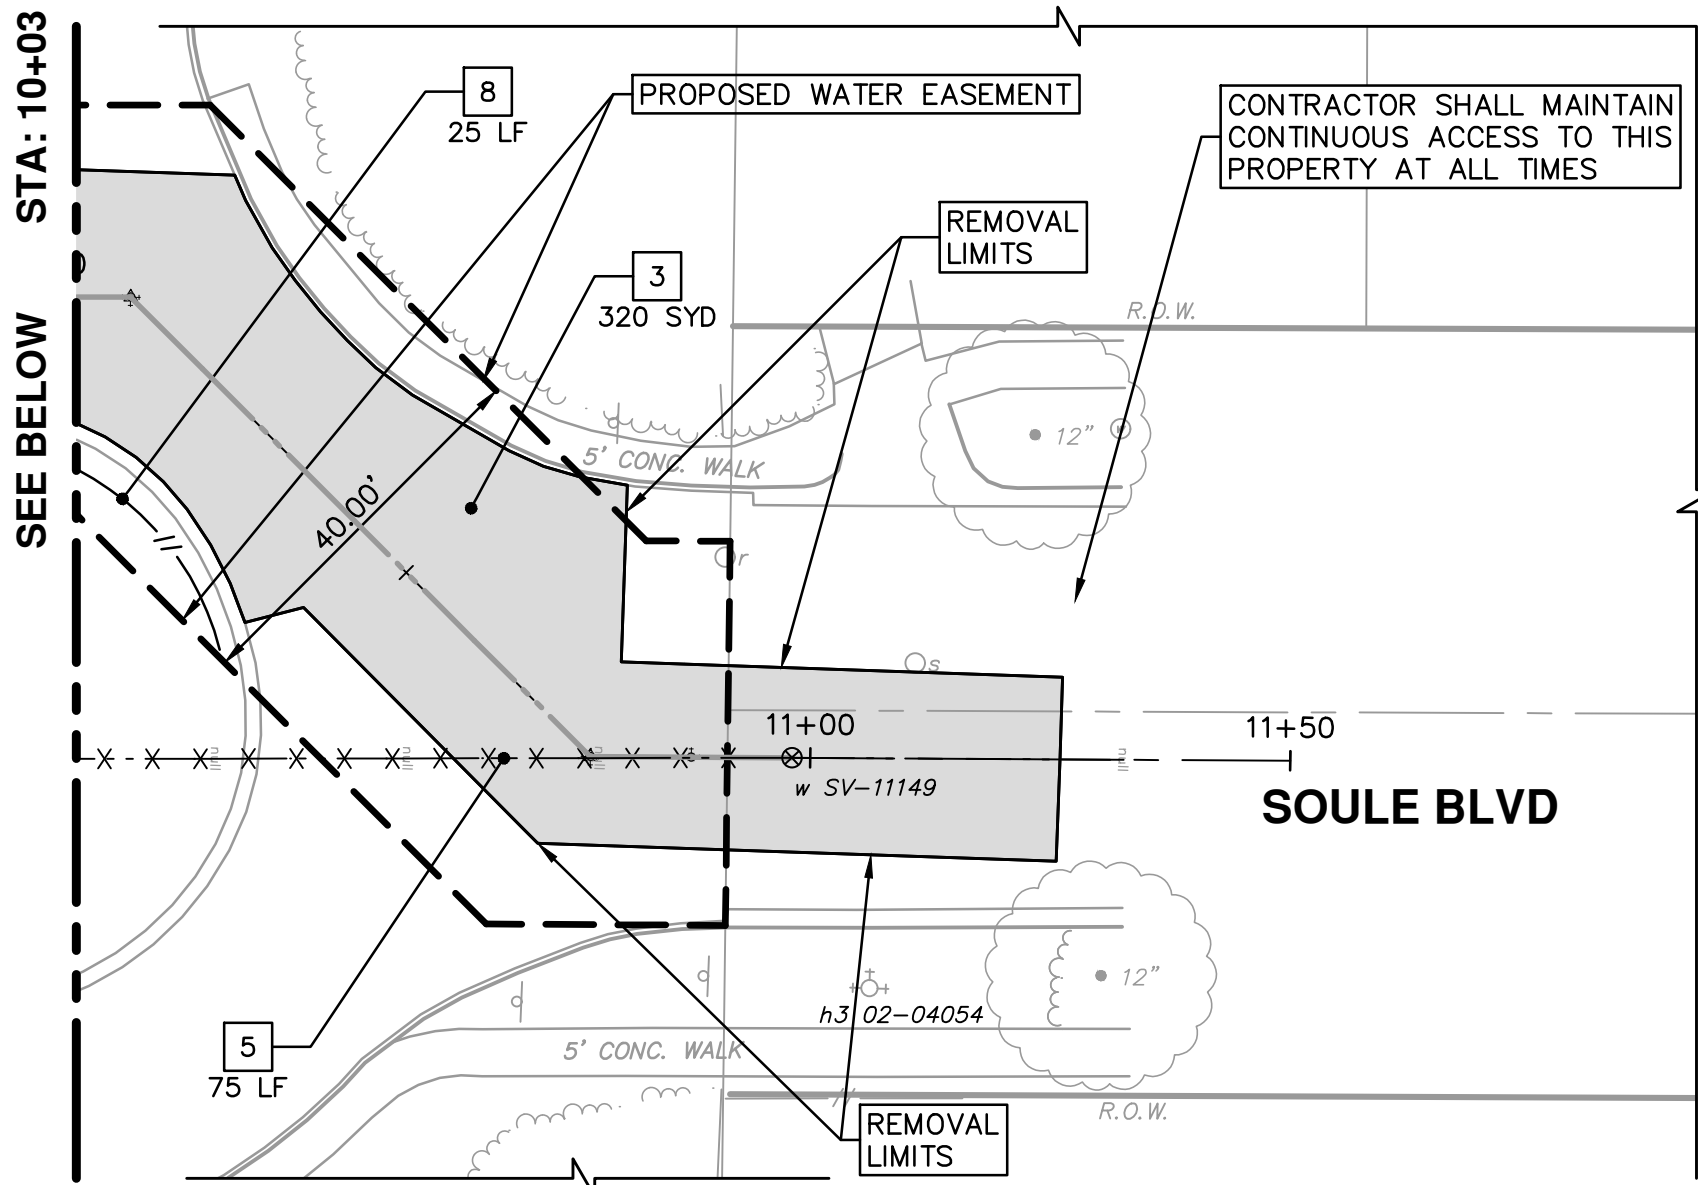 SEE BELOW STA: 10+03
8
25 LF
PROPOSED WATER EASEMENT
CONTRACTOR SHALL MAINTAIN
CONTINUOUS ACCESS TO THIS
PROPERTY AT ALL TIMES
REMOVAL
LIMITS
3
320 SYD
R.O.W.
12"
5' CONC. WALK
40.00'
r
s
11+00
11+50
w SV-11149
SOULE BLVD
12"
h3 02-04054
5
75 LF
5' CONC. WALK
R.O.W.
REMOVAL
LIMITS